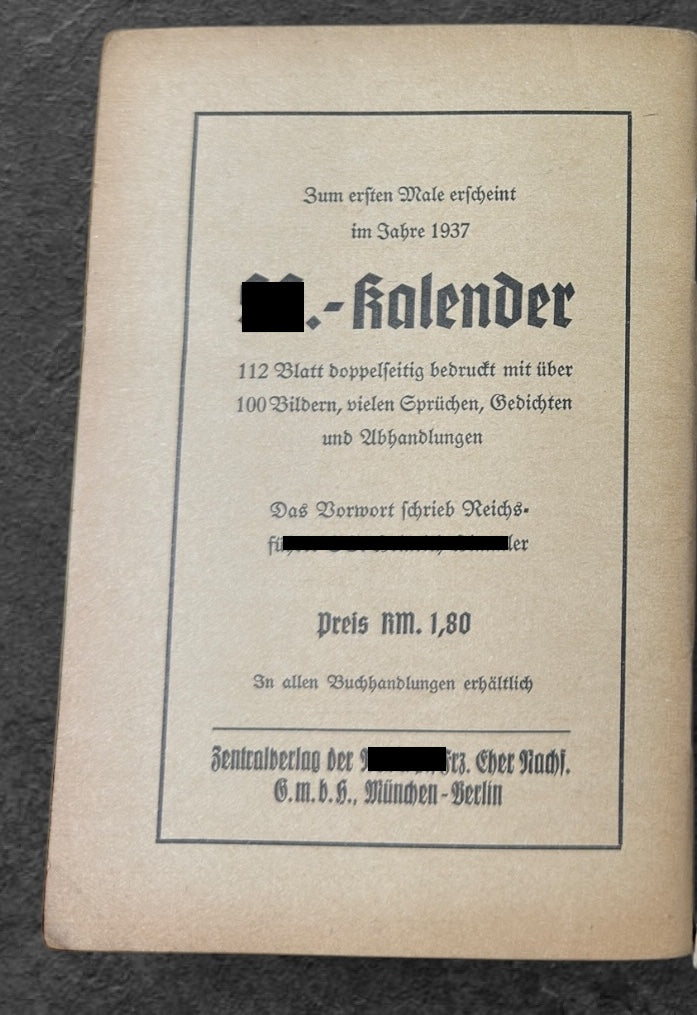 Zum ersten Male erscheint
im Jahre 1937
.-Kalender
112 Blatt doppelseitig bedruckt mit über
100 Bildern, vielen Sprüchen, Gedichten
und Abhandlungen
Das Vorwort schrieb Reichs-
Preis RM. 1,80
In allen Buchhandlungen erhältlich
Zentralverlag der Frz. Eher Nachf.
G.m.b.H., München-Berlin